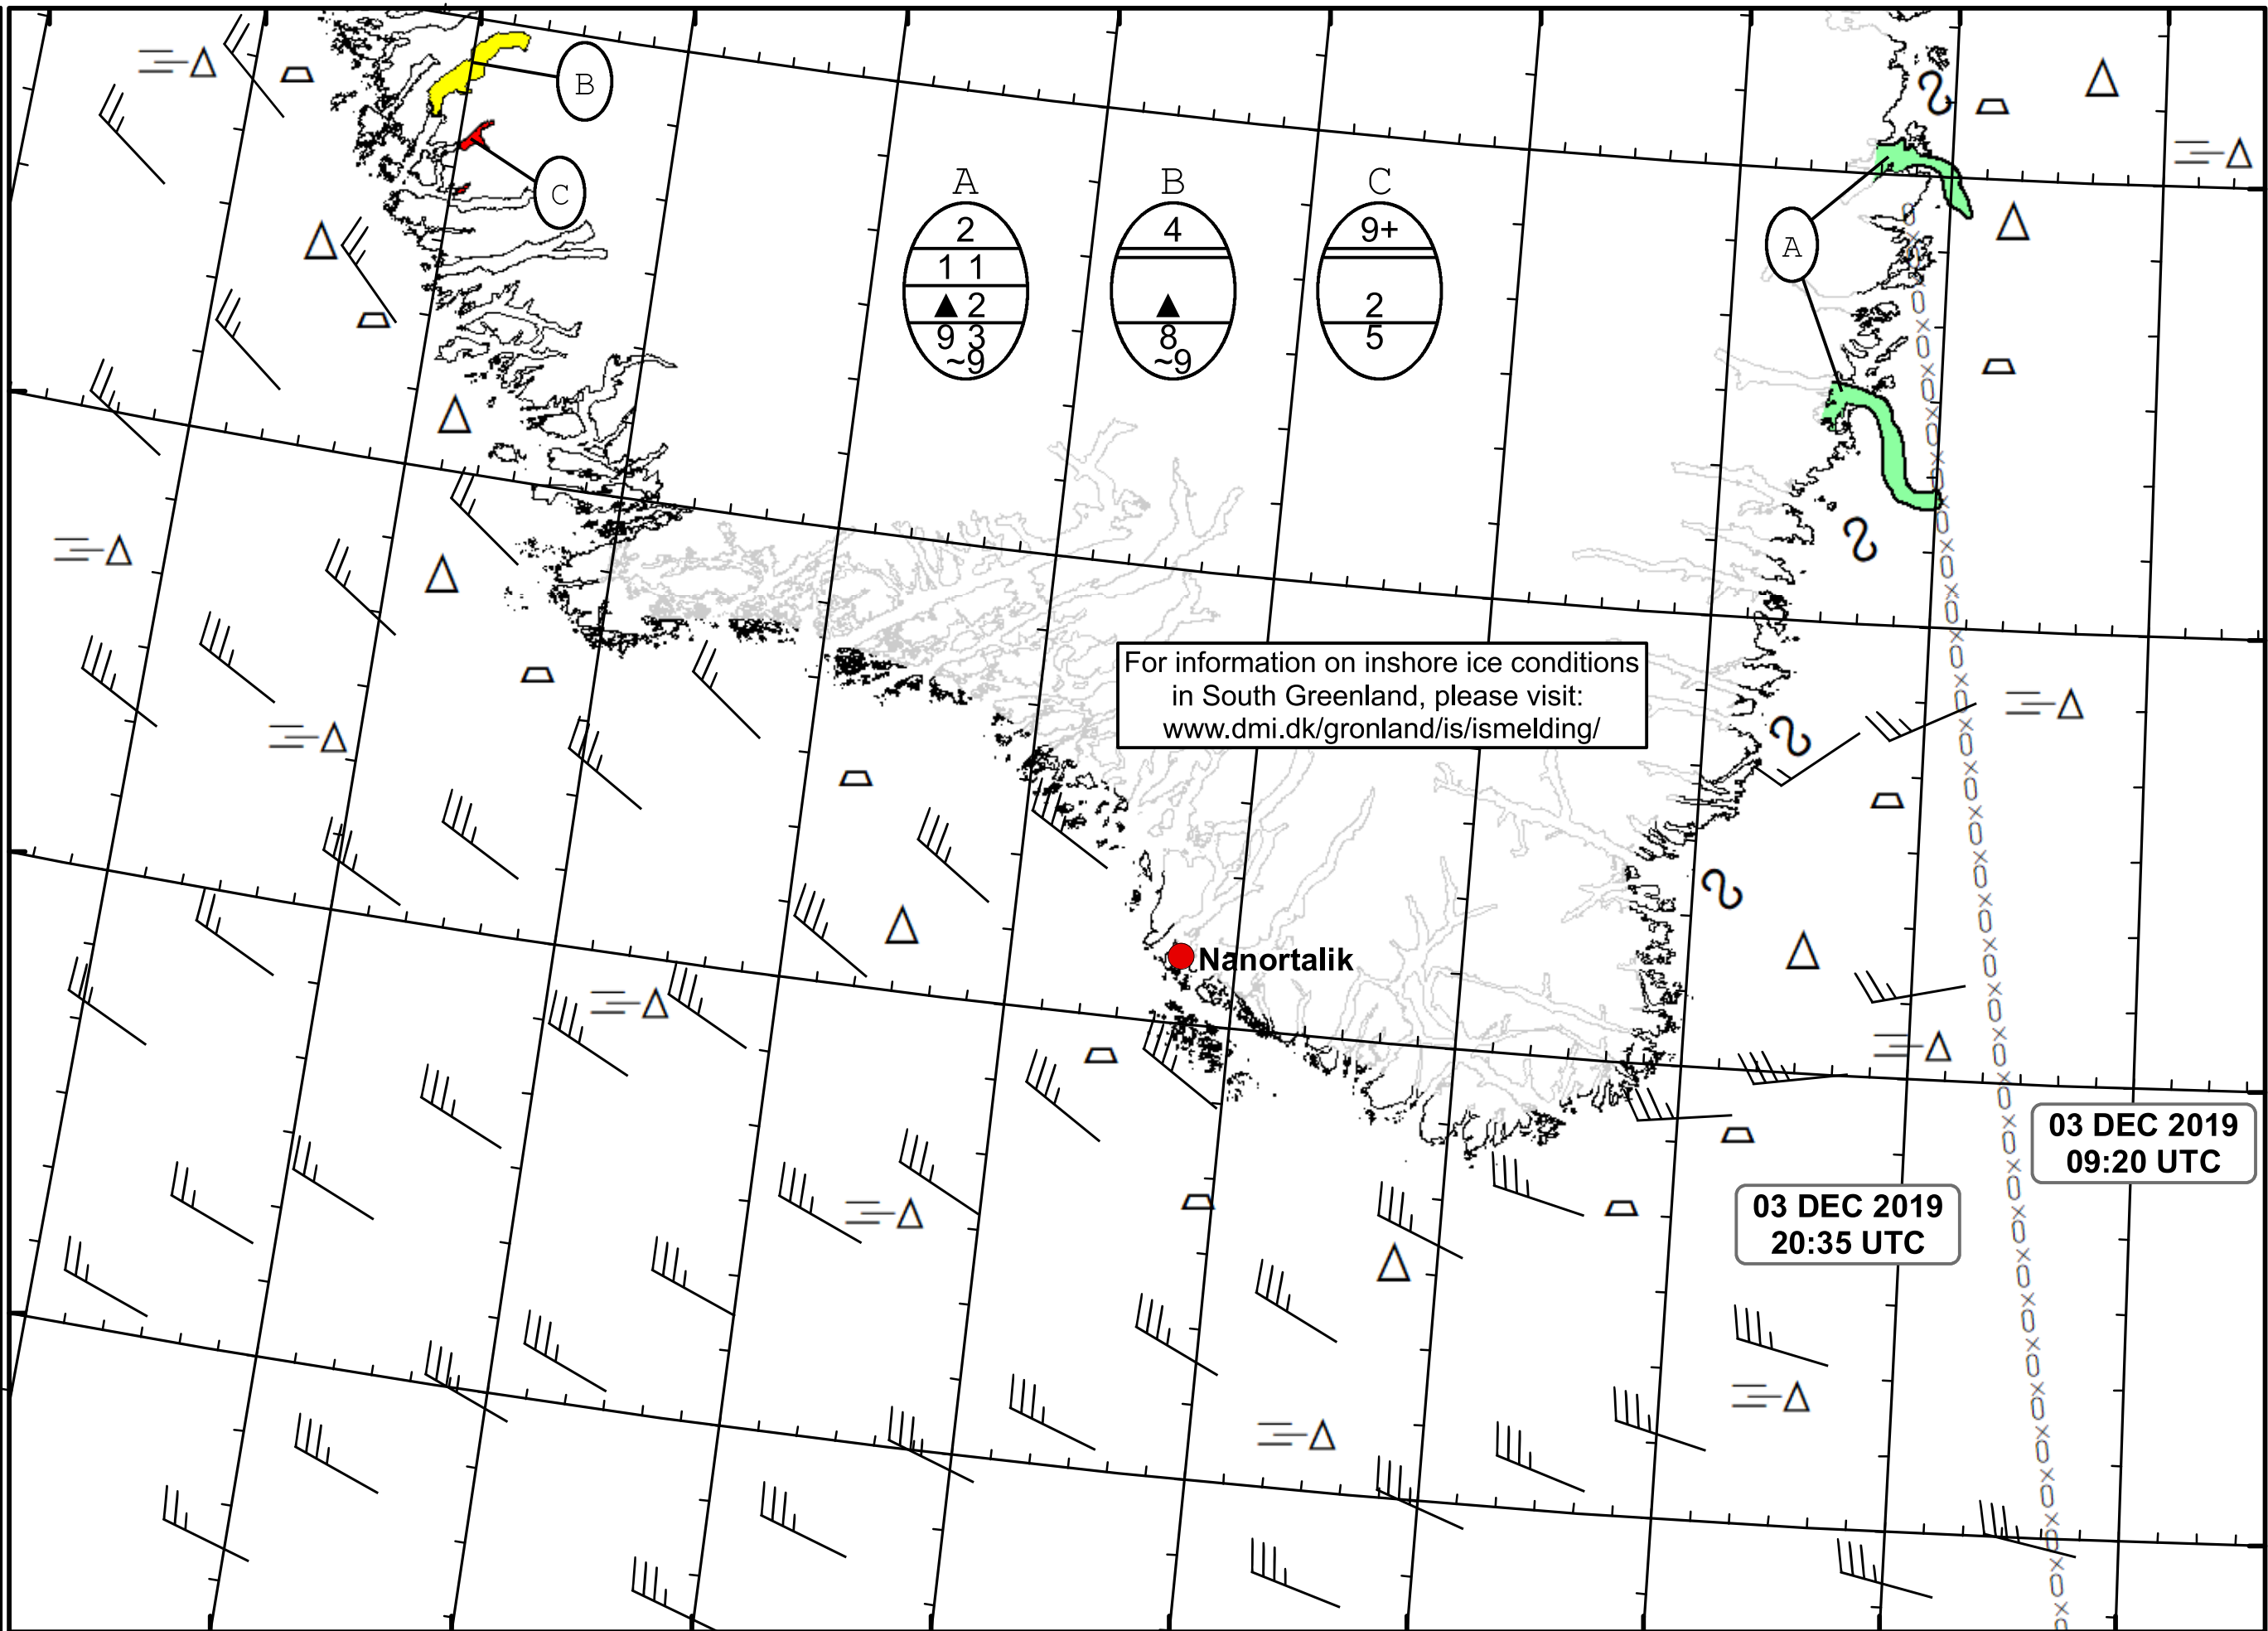 B
C
A
B
C
A
2
1 1
▲ 2
9 3
~9
4
▲
8
~9
9+
2
5
For information on inshore ice conditions
in South Greenland, please visit:
www.dmi.dk/gronland/is/ismelding/
Nanortalik
03 DEC 2019
09:20 UTC
03 DEC 2019
20:35 UTC